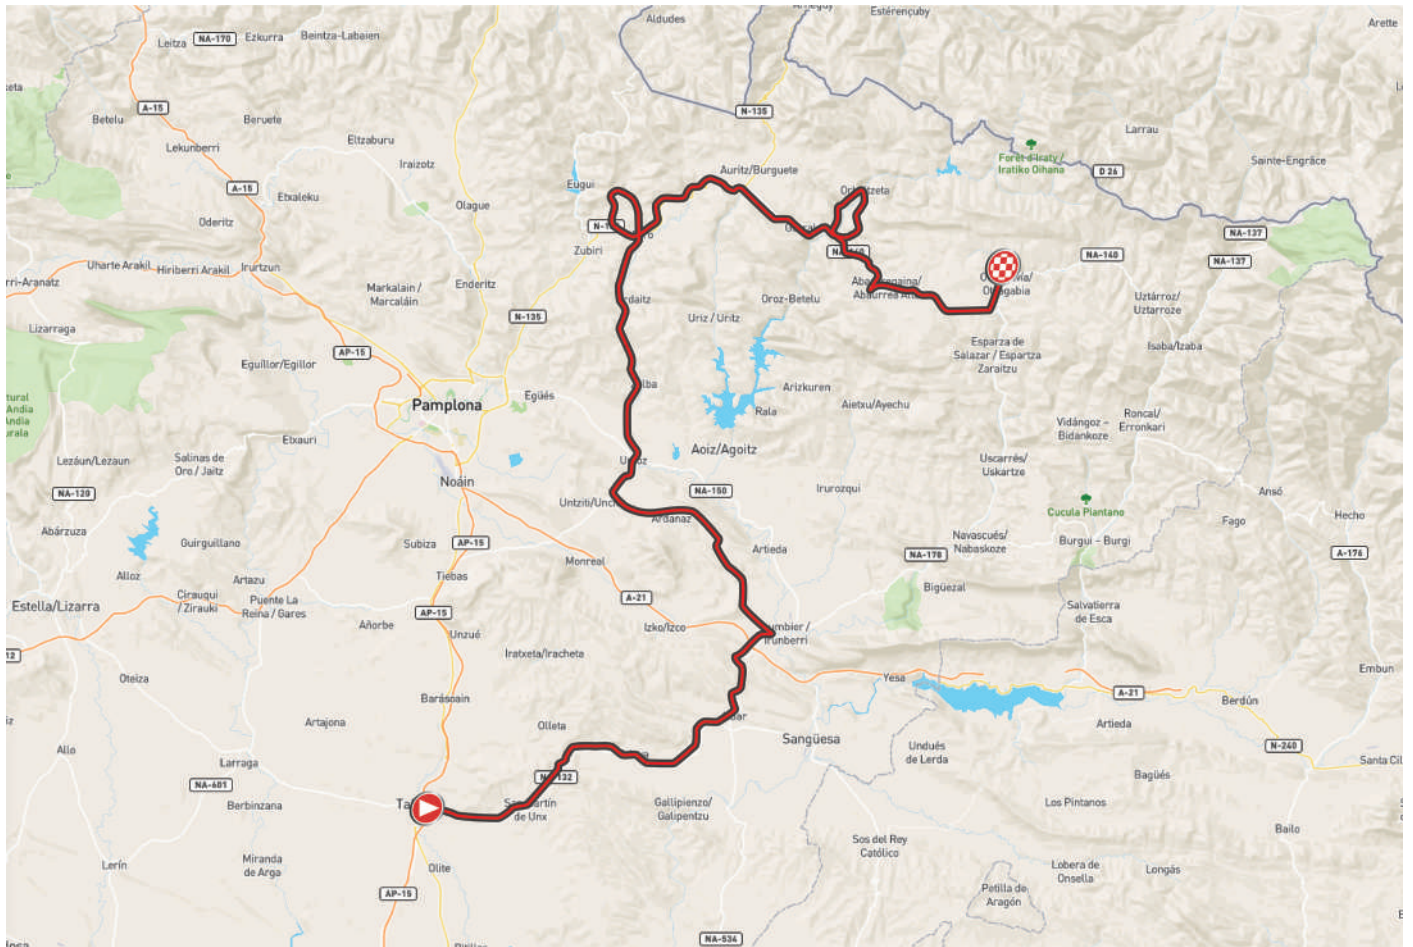 Aldudes
Estérençuby
Arette
Leitza
NA-170
Ezkurra
Beintza-Labaien
A-15
N-135
Betelu
Beruete
Larrau
Eltzaburu
Lekunberri
Iraizotz
Forêt d'Iraty /
Iratiko Oihana
Sainte-Engrâce
D 26
Auritz/Burguete
A-15
Etxaleku
Eugui
Olague
Oderitz
NA-137
Zubiri
NA-140
NA-137
Uharte Arakil
Hiriberri Arakil
Irurtzun
Enderitz
Markalain /
Marcaláin
Oroz-Betelu
Uztárroz/
Uztarroze
N-135
Uriz / Uritz
Lizarraga
Esparza de
Salazar / Espartza
Zaraitzu
Isaba/Izaba
AP-15
Eguíllor/Egillor
Arizkuren
Egüés
Pamplona
Rala
Aietxu/Ayechu
Roncal/
Erronkari
Vidángoz –
Bidankoze
Etxauri
Aoiz/Agoitz
Lezáun/Lezaun
Salinas de
Oro / Jaitz
Uscarrés/
Uskartze
Noáin
NA-150
Irurozqui
Ansó
NA-120
Cucula Piantano
Hecho
Fago
Ardanaz
Abárzuza
Guirguillano
Subiza
AP-15
Artieda
Navascués/
Nabaskoze
Burgui – Burgi
NA-178
A-176
Monreal
Alloz
Artazu
Tiebas
Bigüezal
Cirauqui
/ Zirauki
Puente La
Reina / Gares
A-21
Estella/Lizarra
AP-15
Salvatierra
de Esca
Añorbe
Unzué
Izko/Izco
Iratxeta/Iracheta
Embun
Oteiza
Yesa
A-21
Berdún
Barásoain
Artajona
Olleta
Artieda
Sangüesa
Allo
Undués
de Lerda
N-240
Larraga
NA-601
Bagüés
Berbinzana
Gallipienzo/
Galipentzu
Los Pintanos
de Unx
Bailo
Sos del Rey
Católico
Miranda
de Arga
Lerín
Olite
Lobera de
Onsella
Longás
AP-15
Petilla de
Aragón
NA-534